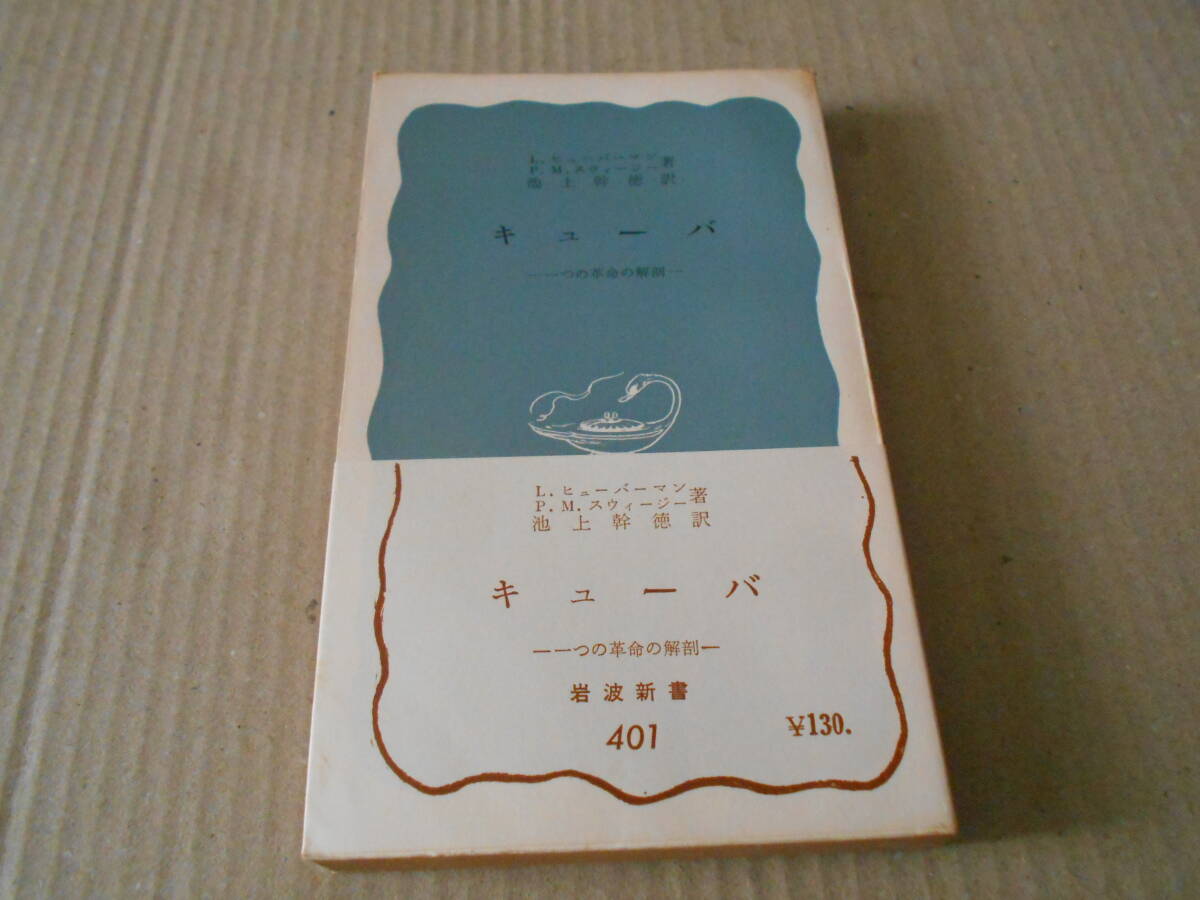 L. ヒューバーマン
P. M. スウィージー 著
池上幹徳訳
キューバ
―一つの革命の解剖―
L. ヒューバーマン
P. M. スウィージー 著
池上幹徳訳
キューバ
―一つの革命の解剖―
岩波新書
401
¥130.